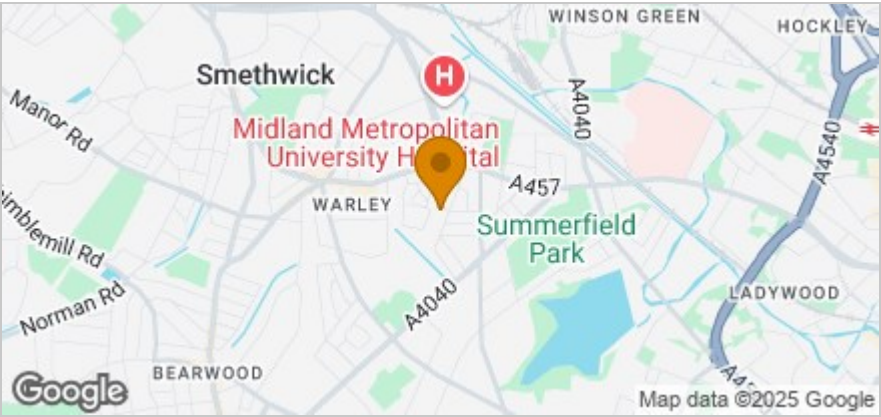 WINSON GREEN
HOCKLEY
Smethwick
H
Manor Rd
A4040
Midland Metropolitan
University H
ital
A4540
A457
WARLEY
Summerfield
Park
Norman Rd
A4040
LADYWOOD
BEARWOOD
Google
Map data ©2025 Google